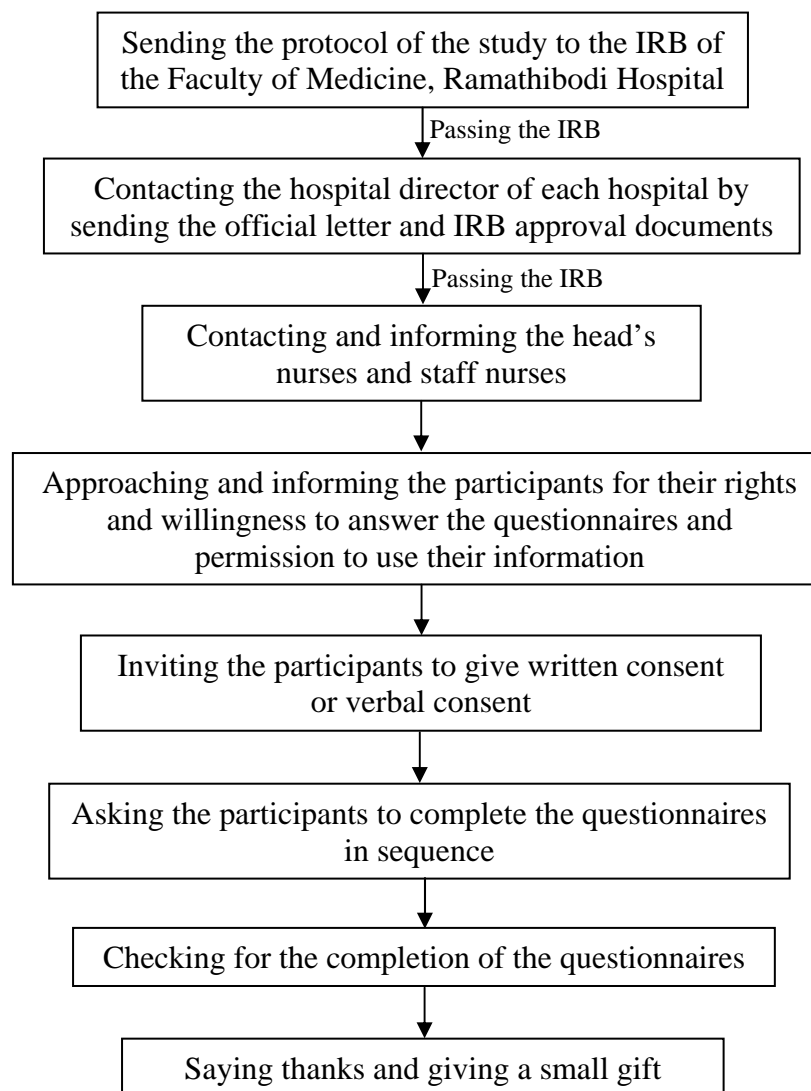 Sending the protocol of the study to the IRB of
the Faculty of Medicine, Ramathibodi Hospital
Passing the IRB
Contacting the hospital director of each hospital by
sending the official letter and IRB approval documents
Passing the IRB
Contacting and informing the head’s
nurses and staff nurses
Approaching and informing the participants for their rights
and willingness to answer the questionnaires and
permission to use their information
Inviting the participants to give written consent
or verbal consent
Asking the participants to complete the questionnaires
in sequence
Checking for the completion of the questionnaires
Saying thanks and giving a small gift